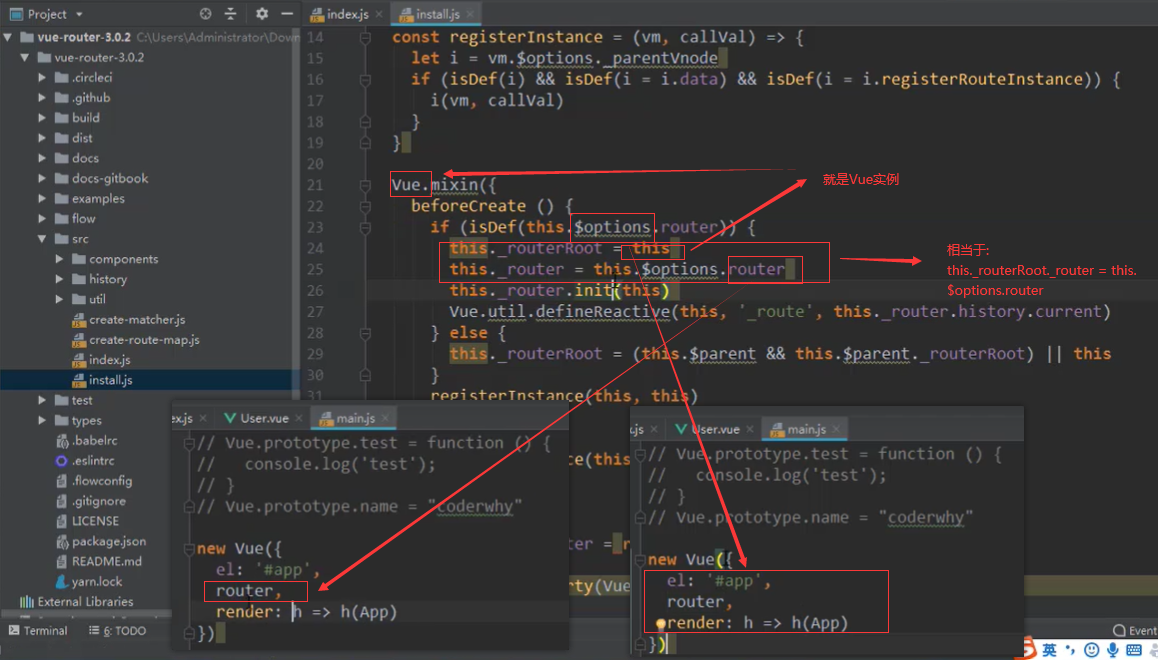 Project
index.js
install.js
vue-router-3.0.2 C:\Users\Administrator\Down
vue-router-3.0.2
.circleci
.github
build
dist
docs
docs-gitbook
examples
flow
src
components
history
util
create-matcher.js
create-route-map.js
index.js
install.js
test
types
.babelrc
.eslintrc
.flowconfig
.gitignore
LICENSE
package.json
README.md
yarn.lock
External Libraries
Terminal
6: TODO
14 const registerInstance = (vm, callVal) => {
15 let i = vm.$options._parentVnode
16 if (isDef(i) && isDef(i = i.data) && isDef(i = i.registerRouteInstance)) {
17 i(vm, callVal)
18 }
19 }
20
21 Vue.mixin({
22 beforeCreate () {
23 if (isDef(this.$options.router)) {
24 this._routerRoot = this
25 this._router = this.$options.router
26 this._router.init(this)
27 Vue.util.defineReactive(this, '_route', this._router.history.current)
28 } else {
29 this._routerRoot = (this.$parent && this.$parent._routerRoot) || this
30 }
31 registerInstance(this, this)
就是Vue实例
相当于:
this._routerRoot._router = this.
$options.router
ex.js
User.vue
main.js
// Vue.prototype.test = function () {
// console.log('test');
// }
// Vue.prototype.name = "coderwhy"
new Vue({
el: '#app',
router,
render: h => h(App)
})
ce(this
ter = r
rty(Vue
.js
User.vue
main.js
// Vue.prototype.test = function () {
// console.log('test');
// }
// Vue.prototype.name = "coderwhy"
new Vue({
el: '#app',
router,
render: h => h(App)
})
Event
英